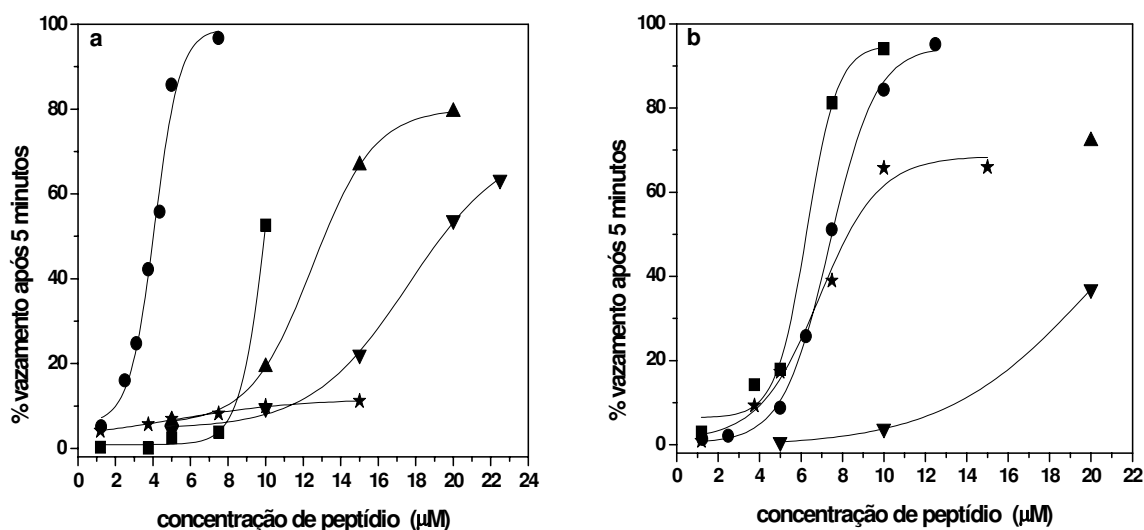 a
% vazamento após 5 minutos
100
80
60
40
20
0
0 2 4 6 8 10 12 14 16 18 20 22 24
concentração de peptídio (µM)
b
% vazamento após 5 minutos
100
80
60
40
20
0
0 2 4 6 8 10 12 14 16 18 20 22
concentração de peptídio (µM)